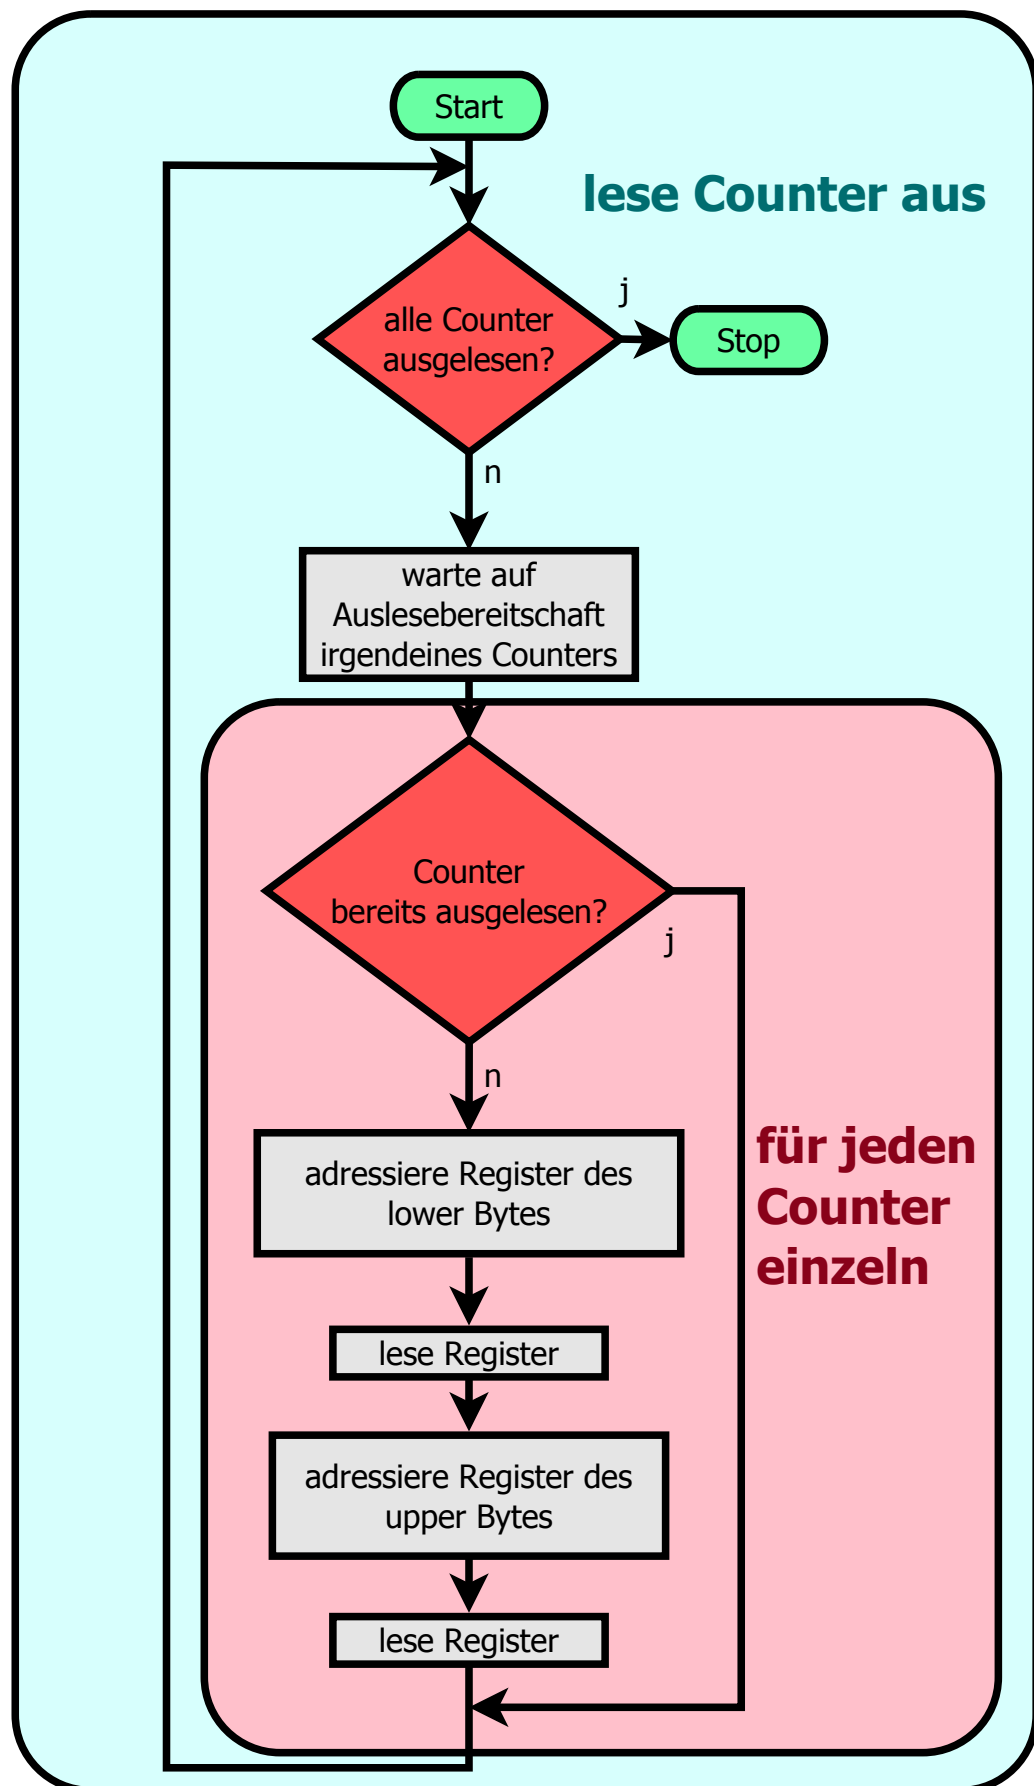 Start
lese Counter aus
j
alle Counter
ausgelesen?
Stop
n
warte auf
Auslesebereitschaft
irgendeines Counters
Counter
bereits ausgelesen?
j
n
adressiere Register des
lower Bytes
für jeden
Counter
einzeln
lese Register
adressiere Register des
upper Bytes
lese Register